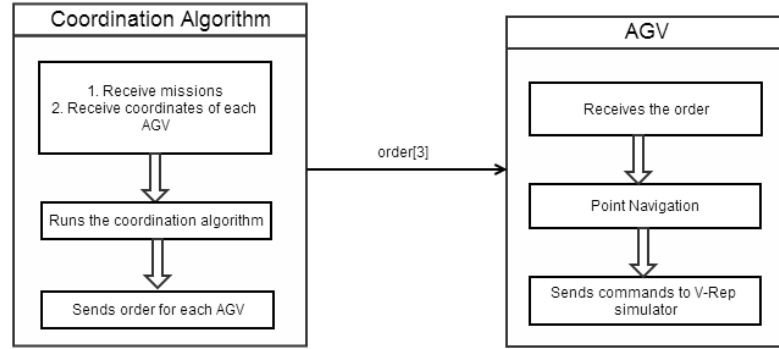 Coordination Algorithm
1. Receive missions
2. Receive coordinates of each
AGV
Runs the coordination algorithm
Sends order for each AGV
order[3]
AGV
Receives the order
Point Navigation
Sends commands to V-Rep
simulator